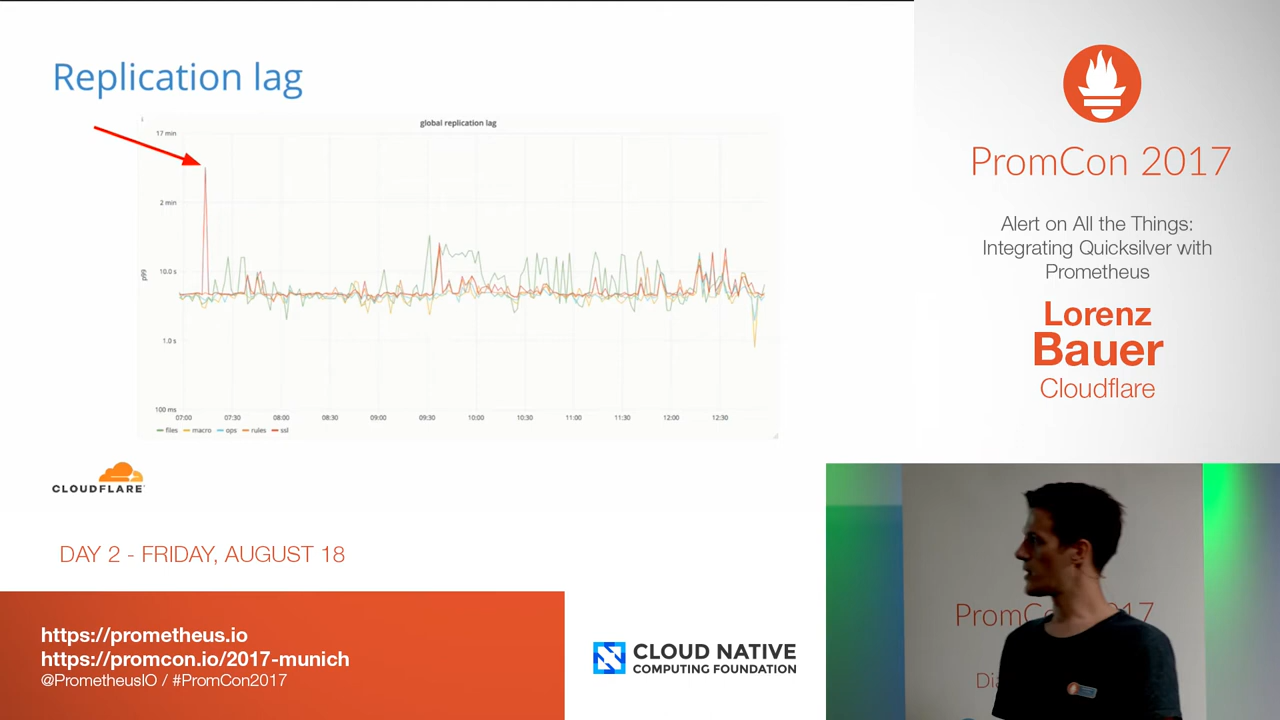 Replication lag
global replication lag
17 min
2 min
10.0 s
1.0 s
100 ms
p99
07:00 07:30 08:00 08:30 09:00 09:30 10:00 10:30 11:00 11:30 12:00 12:30
files macro ops rules ssl
CLOUDFLARE
DAY 2 - FRIDAY, AUGUST 18
https://prometheus.io
https://promcon.io/2017-munich
@PrometheusIO / #PromCon2017
CLOUD NATIVE
COMPUTING FOUNDATION
PromCon 2017
Alert on All the Things:
Integrating Quicksilver with
Prometheus
Lorenz
Bauer
Cloudflare
2017